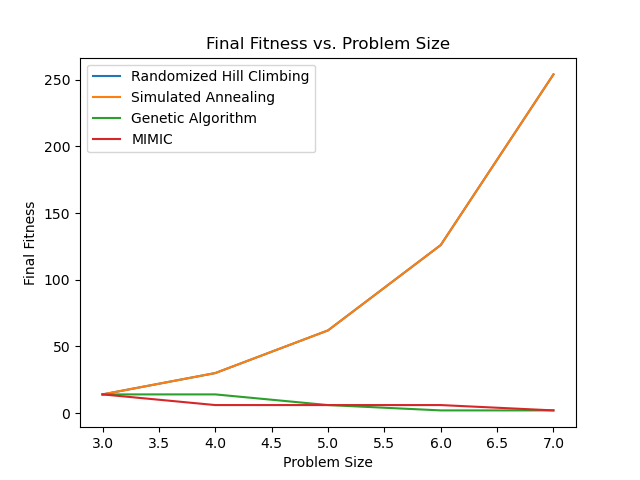 Final Fitness vs. Problem Size
Randomized Hill Climbing
Simulated Annealing
Genetic Algorithm
MIMIC
Final Fitness
250
200
150
100
50
0
3.0 3.5 4.0 4.5 5.0 5.5 6.0 6.5 7.0
Problem Size